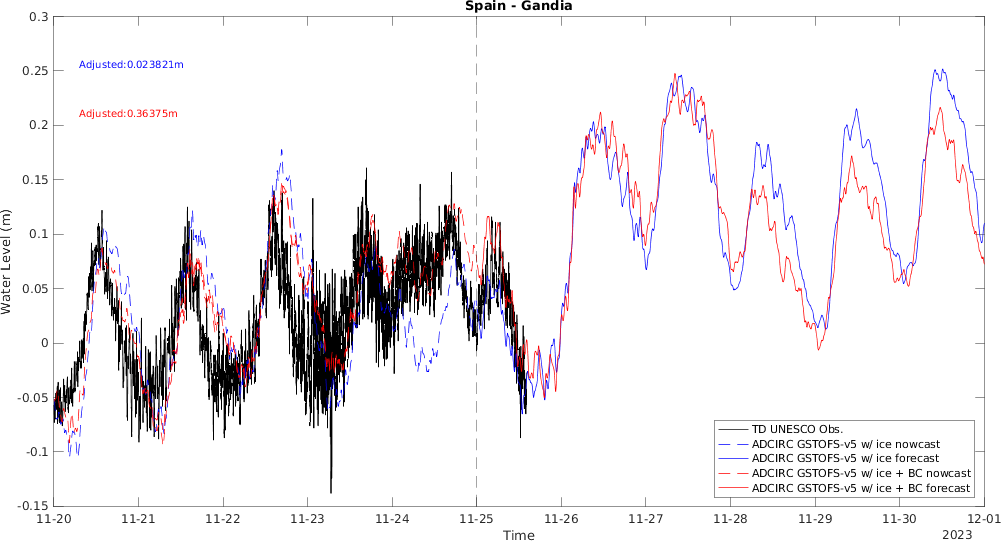 Spain - Gandia
0.3
0.25
0.2
0.15
0.1
0.05
0
-0.05
-0.1
-0.15
Water Level (m)
Adjusted:0.023821m
Adjusted:0.36375m
TD UNESCO Obs.
ADCIRC GSTOFS-v5 w/ ice nowcast
ADCIRC GSTOFS-v5 w/ ice forecast
ADCIRC GSTOFS-v5 w/ ice + BC nowcast
ADCIRC GSTOFS-v5 w/ ice + BC forecast
11-20 11-21 11-22 11-23 11-24 11-25 11-26 11-27 11-28 11-29 11-30 12-01
Time
2023